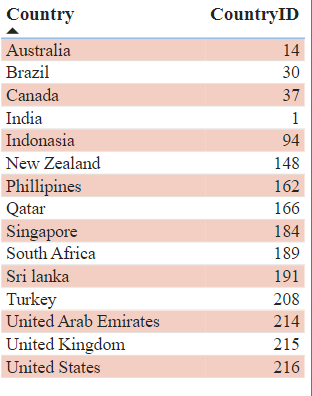 Country CountryID
Australia 14
Brazil 30
Canada 37
India 1
Indonasia 94
New Zealand 148
Phillipines 162
Qatar 166
Singapore 184
South Africa 189
Sri lanka 191
Turkey 208
United Arab Emirates 214
United Kingdom 215
United States 216